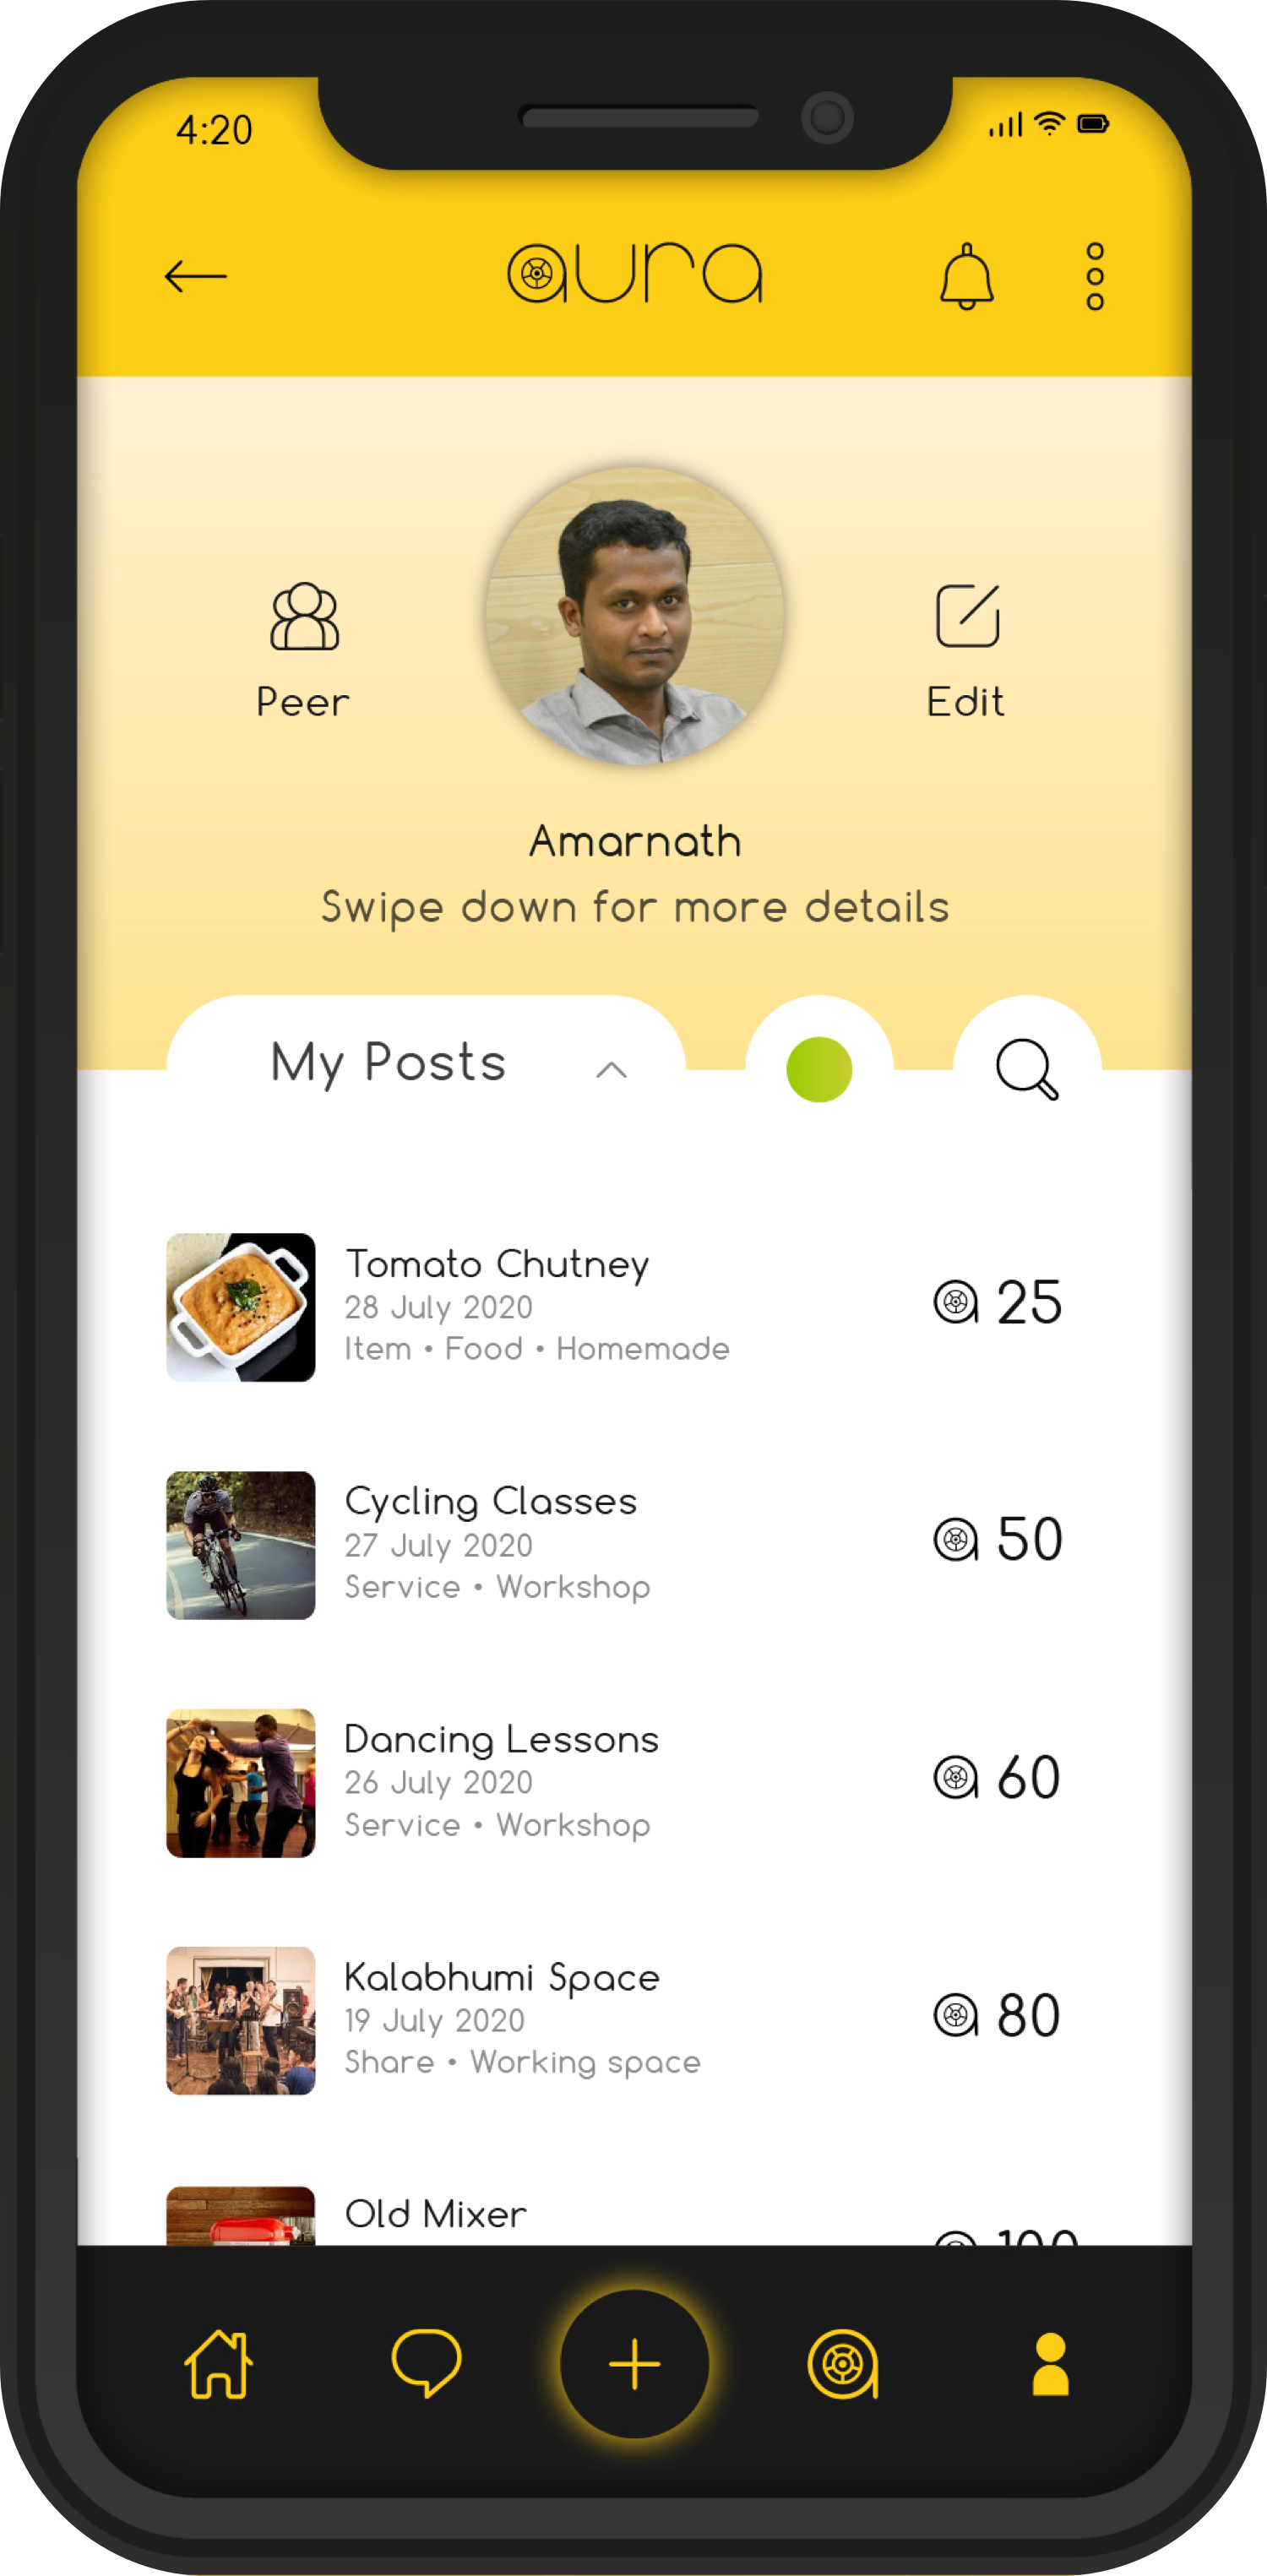 4:20
aura
Peer
Edit
Amarnath
Swipe down for more details
My Posts
Tomato Chutney
28 July 2020
Item • Food • Homemade
25
Cycling Classes
27 July 2020
Service • Workshop
50
Dancing Lessons
26 July 2020
Service • Workshop
60
Kalabhumi Space
19 July 2020
Share • Working space
80
Old Mixer
100